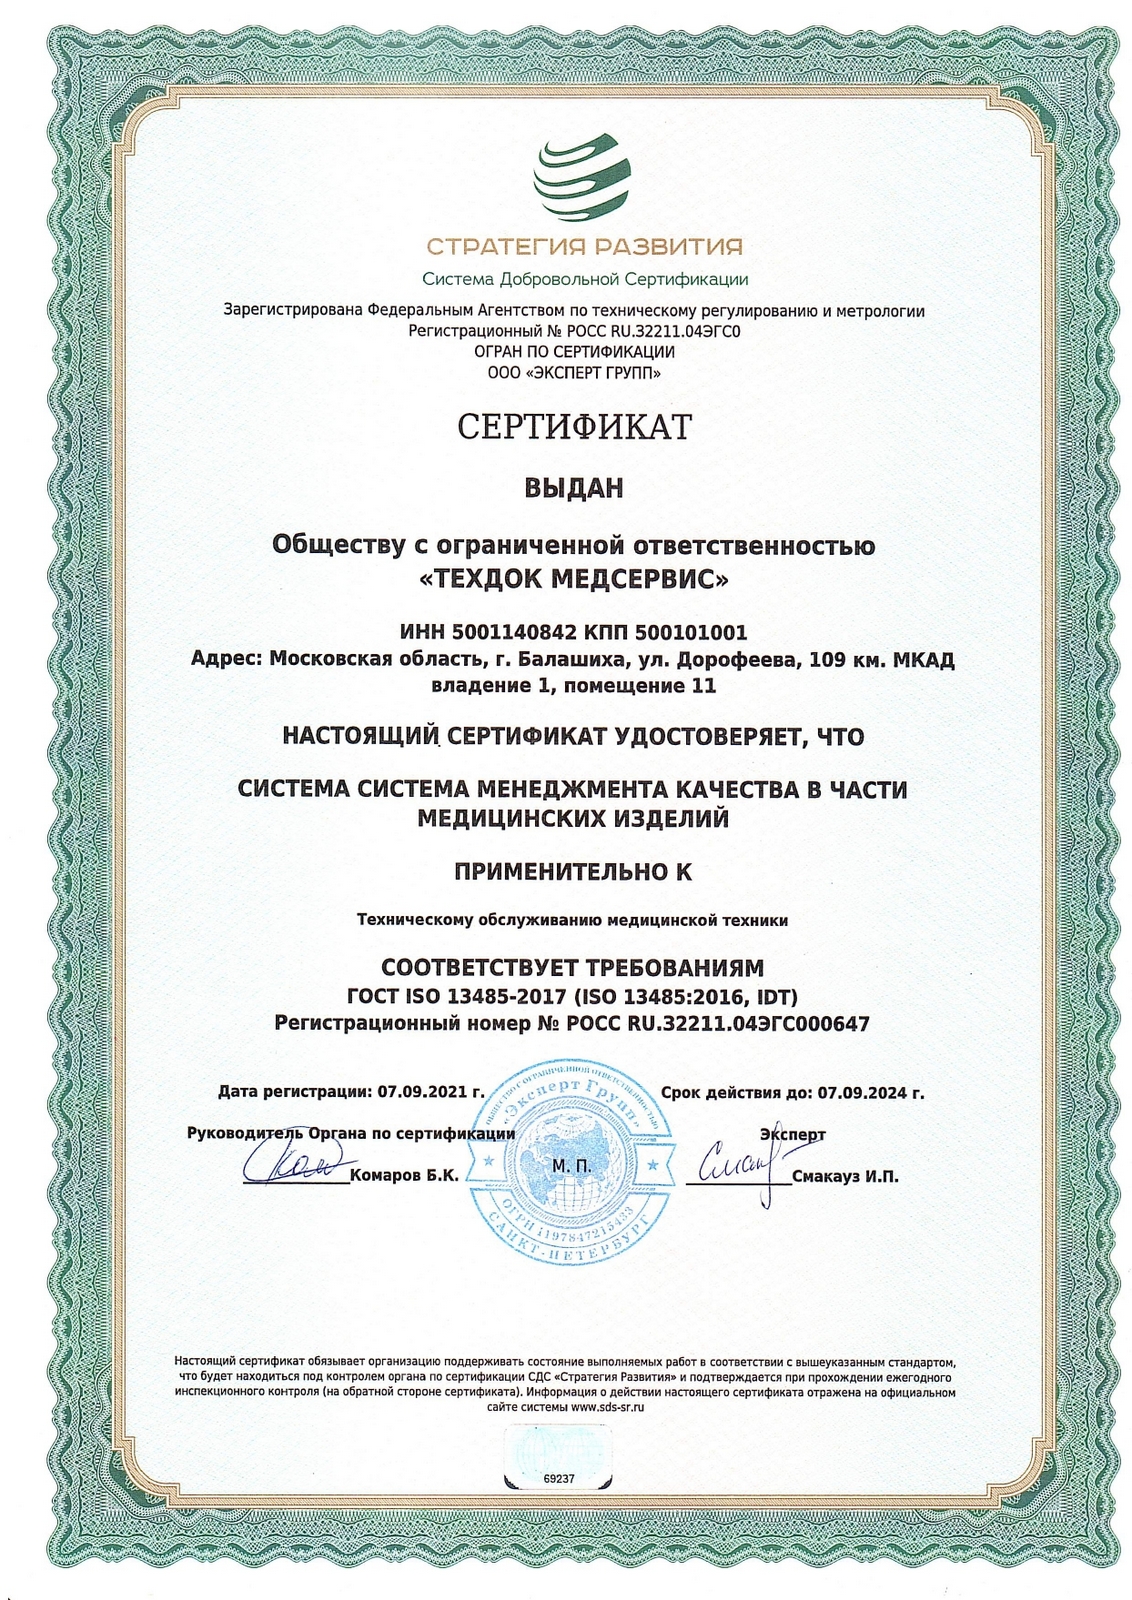 СТРАТЕГИЯ РАЗВИТИЯ
Система Добровольной Сертификации
Зарегистрирована Федеральным Агентством по техническому регулированию и метрологии
Регистрационный № РОСС RU.32211.04ЭГС0
ОГРАН ПО СЕРТИФИКАЦИИ
ООО «ЭКСПЕРТ ГРУПП»
СЕРТИФИКАТ
ВЫДАН
Обществу с ограниченной ответственностью
«ТЕХДОК МЕДСЕРВИС»
ИНН 5001140842 КПП 500101001
Адрес: Московская область, г. Балашиха, ул. Дорофеева, 109 км. МКАД
владение 1, помещение 11
НАСТОЯЩИЙ СЕРТИФИКАТ УДОСТОВЕРЯЕТ, ЧТО
СИСТЕМА СИСТЕМА МЕНЕДЖМЕНТА КАЧЕСТВА В ЧАСТИ
МЕДИЦИНСКИХ ИЗДЕЛИЙ
ПРИМЕНИТЕЛЬНО К
Техническому обслуживанию медицинской техники
СООТВЕТСТВУЕТ ТРЕБОВАНИЯМ
ГОСТ ISO 13485-2017 (ISO 13485:2016, IDT)
Регистрационный номер № РОСС RU.32211.04ЭГС000647
Дата регистрации: 07.09.2021 г. Срок действия до: 07.09.2024 г.
Руководитель Органа по сертификации Эксперт
Комаров Б.К. М. П. Смакауз И.П.
ОБЩЕСТВО С ОГРАНИЧЕННОЙ ОТВЕТСТВЕННОСТЬЮ
«Эксперт Групп»
ОГРН 1197847215433
САНКТ-ПЕТЕРБУРГ
Настоящий сертификат обязывает организацию поддерживать состояние выполняемых работ в соответствии с вышеуказанным стандартом,
что будет находиться под контролем органа по сертификации СДС «Стратегия Развития» и подтверждается при прохождении ежегодного
инспекционного контроля (на обратной стороне сертификата). Информация о действии настоящего сертификата отражена на официальном
сайте системы www.sds-sr.ru
69237